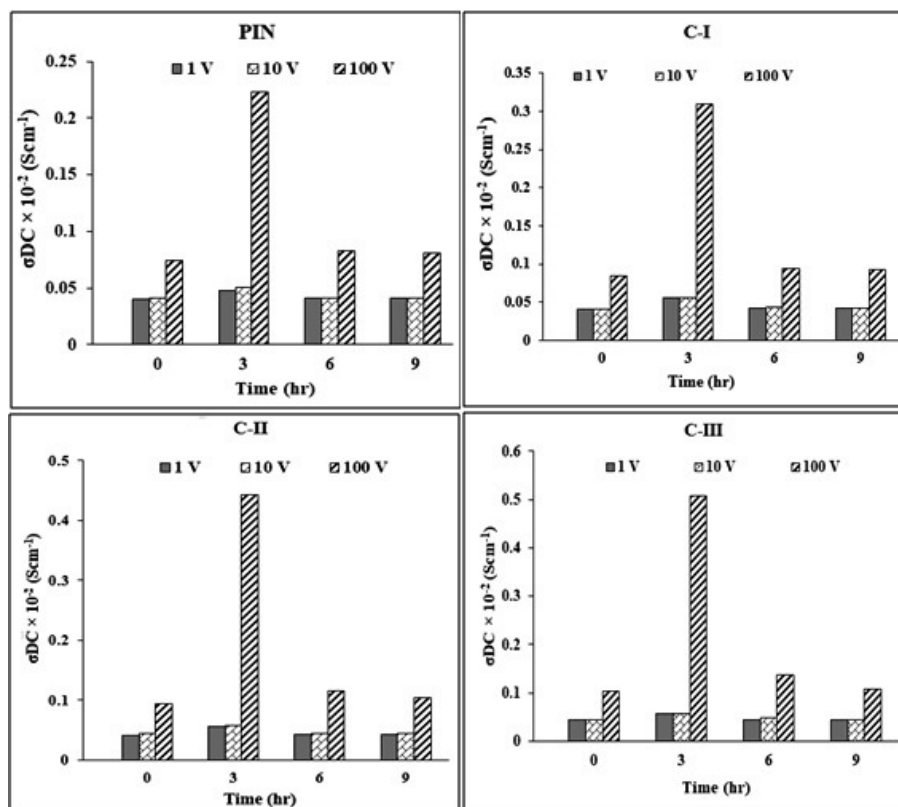 PIN
1 V 10 V 100 V
σDC × 10⁻² (Scm⁻¹)
0.25
0.2
0.15
0.1
0.05
0
0 3 6 9
Time (hr)
C-I
1 V 10 V 100 V
σDC × 10⁻² (Scm⁻¹)
0.35
0.3
0.25
0.2
0.15
0.1
0.05
0
0 3 6 9
Time (hr)
C-II
1 V 10 V 100 V
σDC × 10⁻² (Scm⁻¹)
0.5
0.4
0.3
0.2
0.1
0
0 3 6 9
Time (hr)
C-III
1 V 10 V 100 V
σDC × 10⁻² (Scm⁻¹)
0.6
0.5
0.4
0.3
0.2
0.1
0
0 3 6 9
Time (hr)